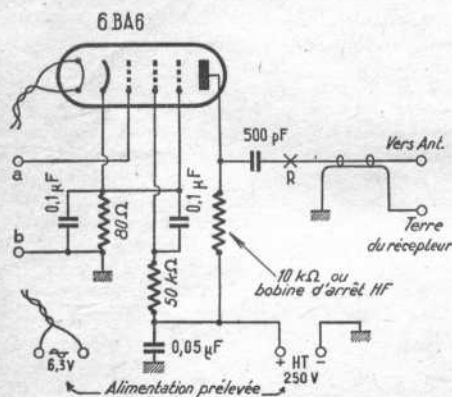 6 BA6
500 pF
Vers Ant.
a
R
0,1 µF
80 Ω
0,1 µF
b
Terre
du récepteur
50 kΩ
10 kΩ ou
bobine d'arrêt HF
0,05 µF
6,3V
+ HT −
250 V
Alimentation prélevée